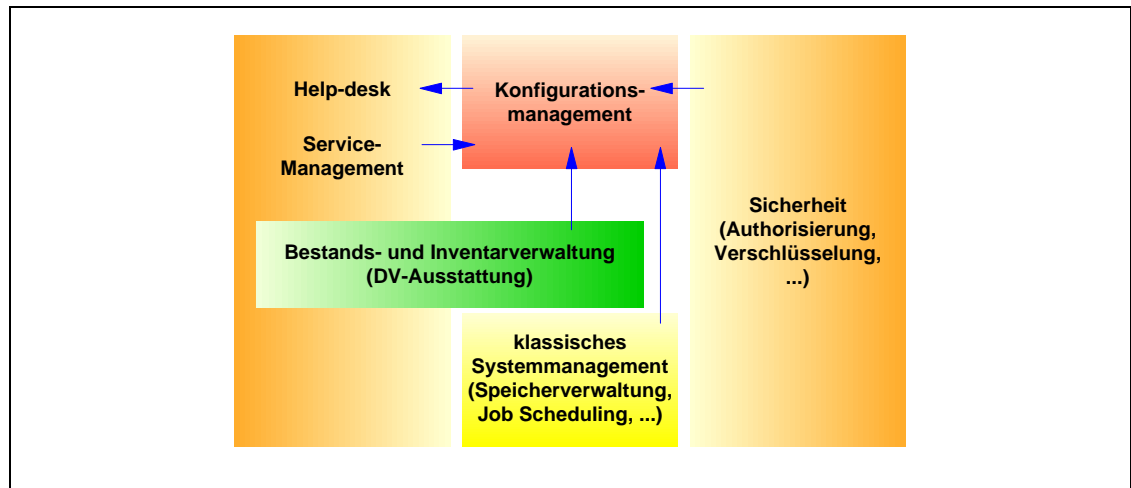 Help-desk
Service-
Management
Konfigurations-
management
Bestands- und Inventarverwaltung
(DV-Ausstattung)
klassisches
Systemmanagement
(Speicherverwaltung,
Job Scheduling, ...)
Sicherheit
(Authorisierung,
Verschlüsselung,
...)